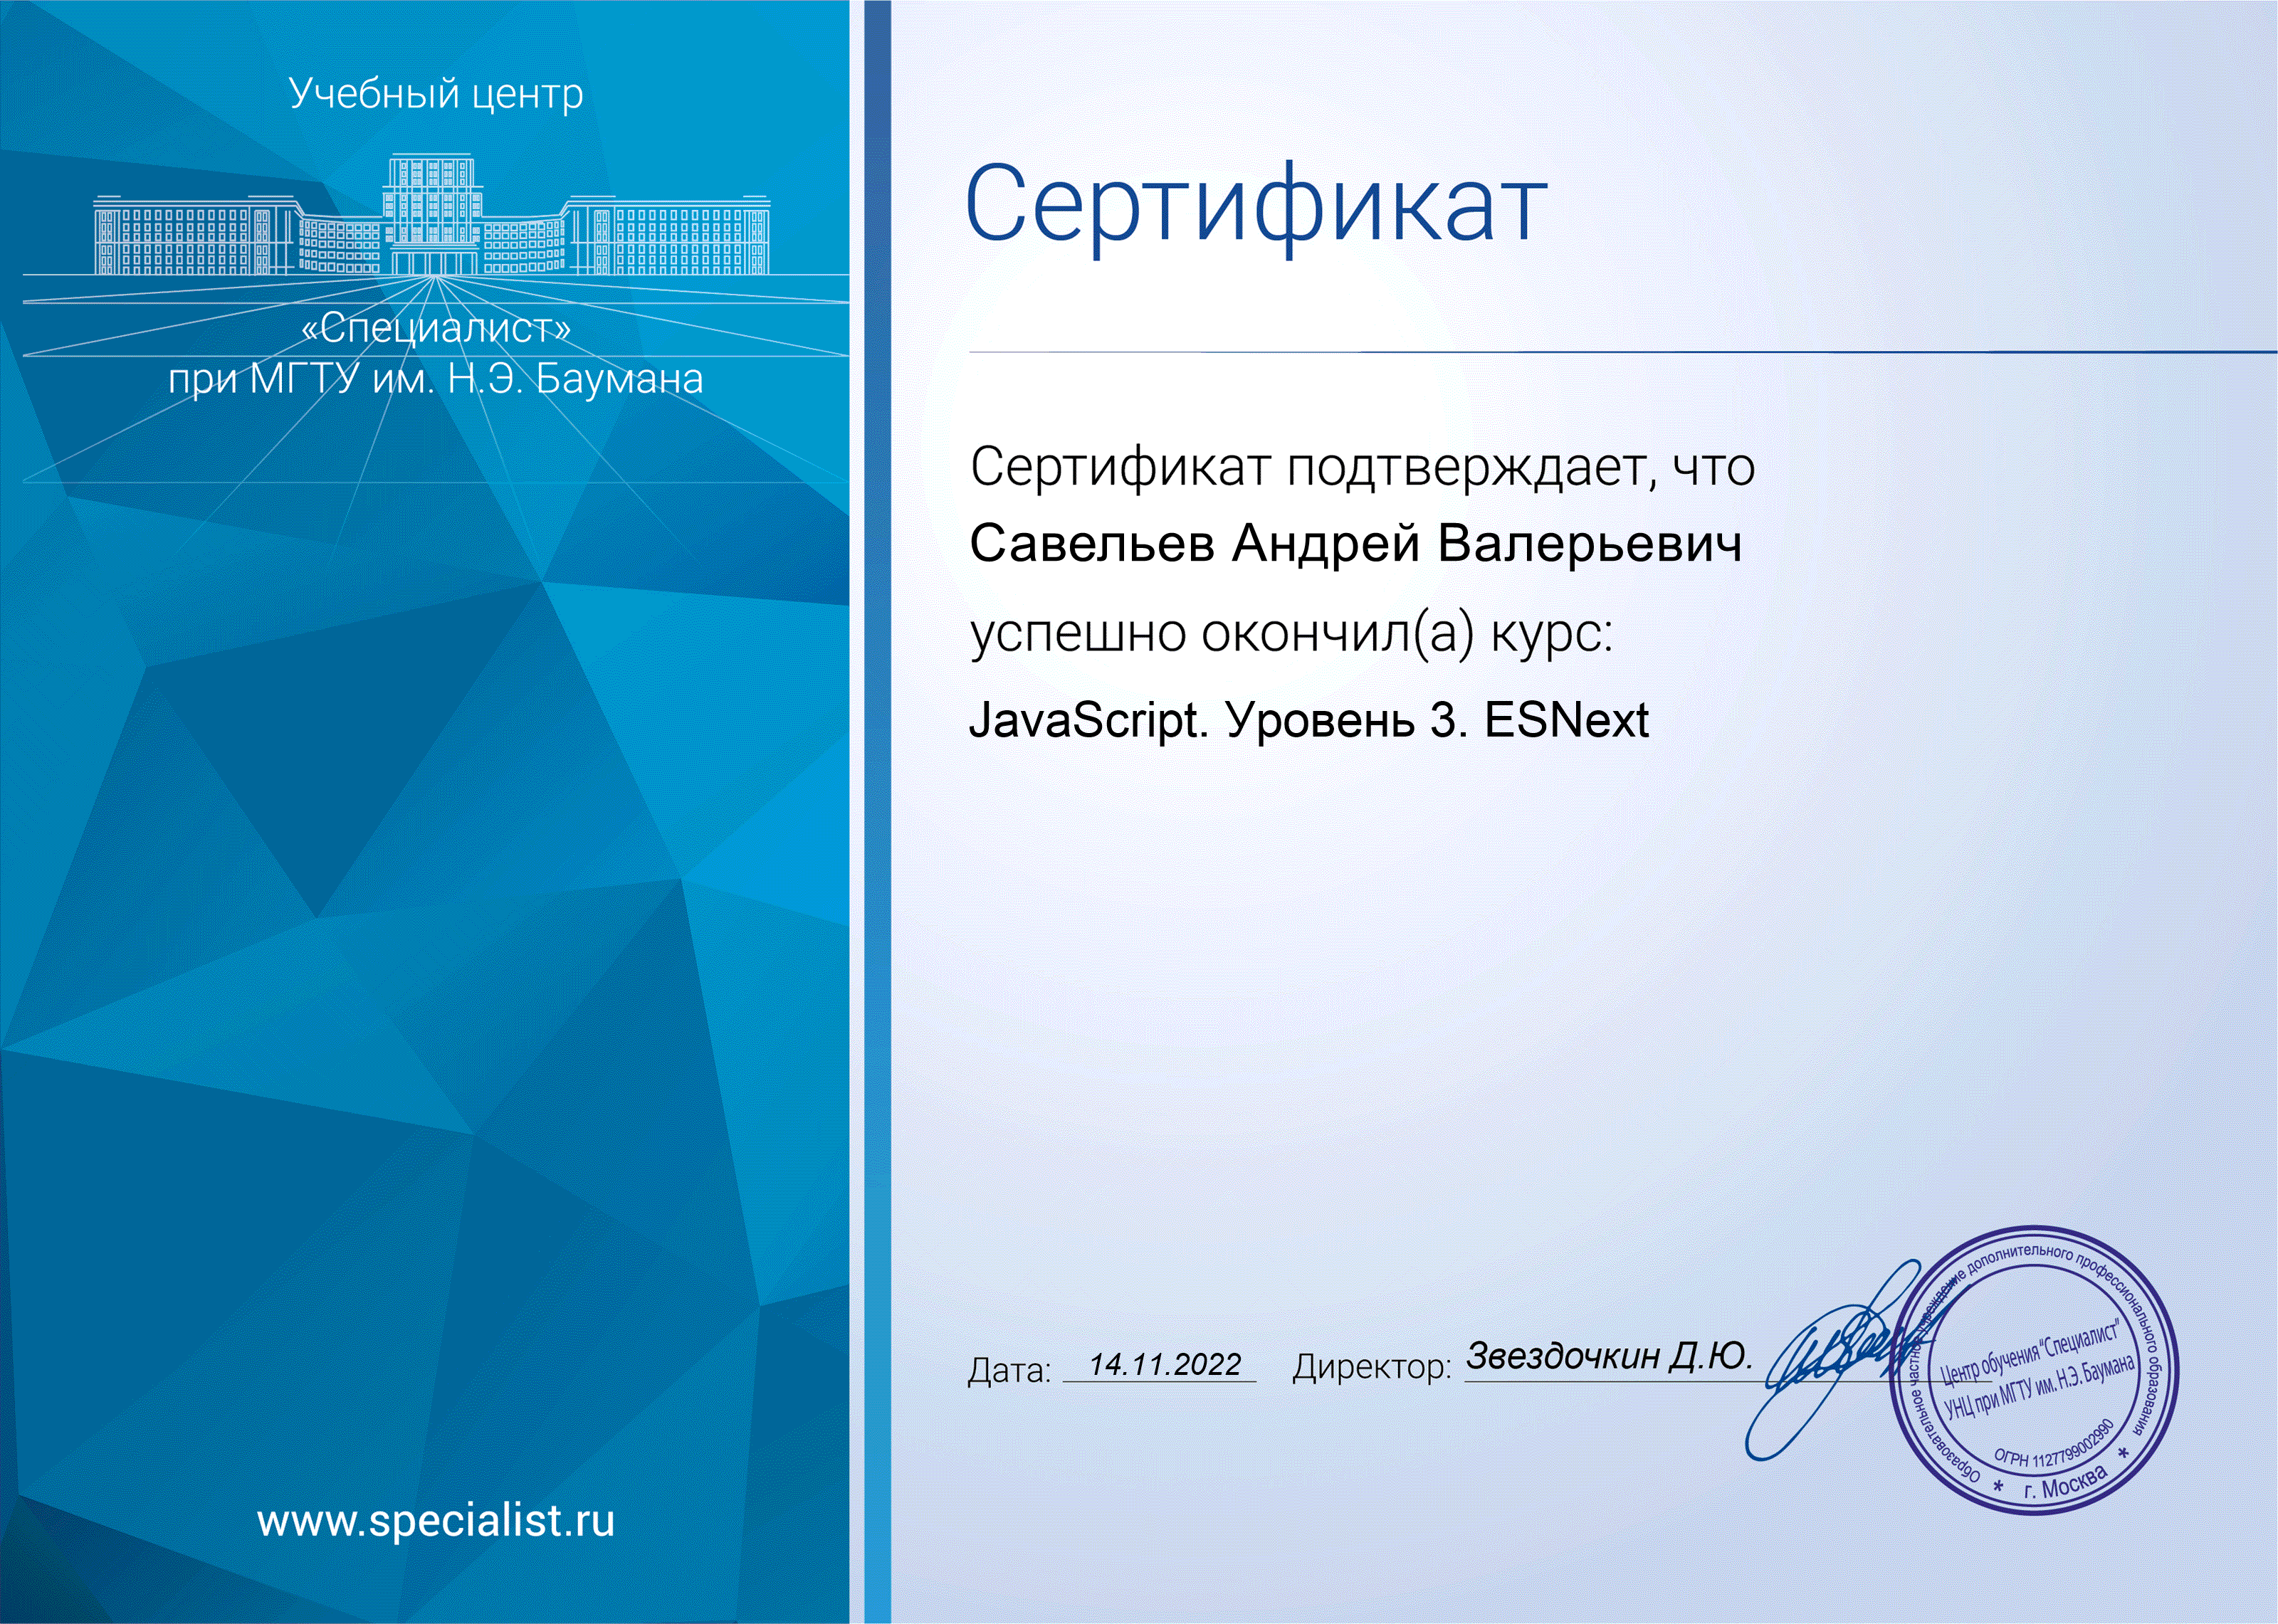 Учебный центр
«Специалист»
при МГТУ им. Н.Э. Баумана
www.specialist.ru
Сертификат
Сертификат подтверждает, что
Савельев Андрей Валерьевич
успешно окончил(а) курс:
JavaScript. Уровень 3. ESNext
Дата: 14.11.2022 Директор: Звездочкин Д.Ю.
Образовательное частное учреждение дополнительного профессионального образования
Центр обучения "Специалист"
УНЦ при МГТУ им. Н.Э. Баумана
ОГРН 1127799002990
* г. Москва *